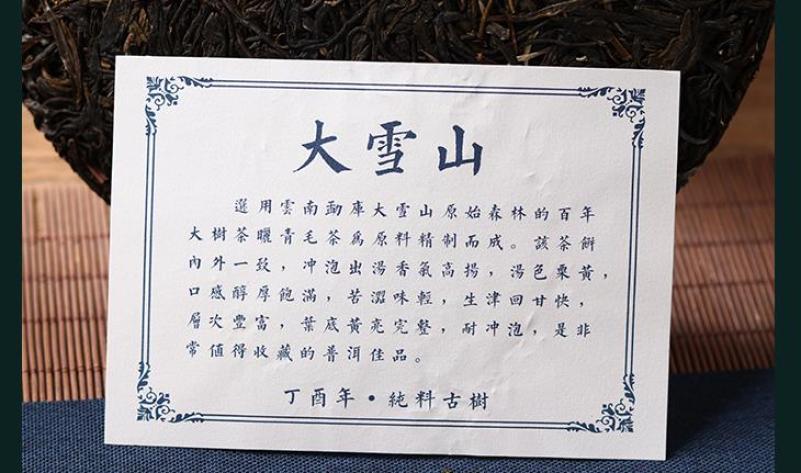 大雪山
選用雲南勐庫大雪山原始森林的百年
大樹茶曬青毛茶為原料精制而成。該茶餅
內外一致，冲泡出湯香氣高揚，湯色栗黃，
口感醇厚飽滿，苦澀味輕，生津回甘快，
層次豐富，葉底黃亮完整，耐冲泡，是非
常值得收藏的普洱佳品。
丁酉年•純料古樹